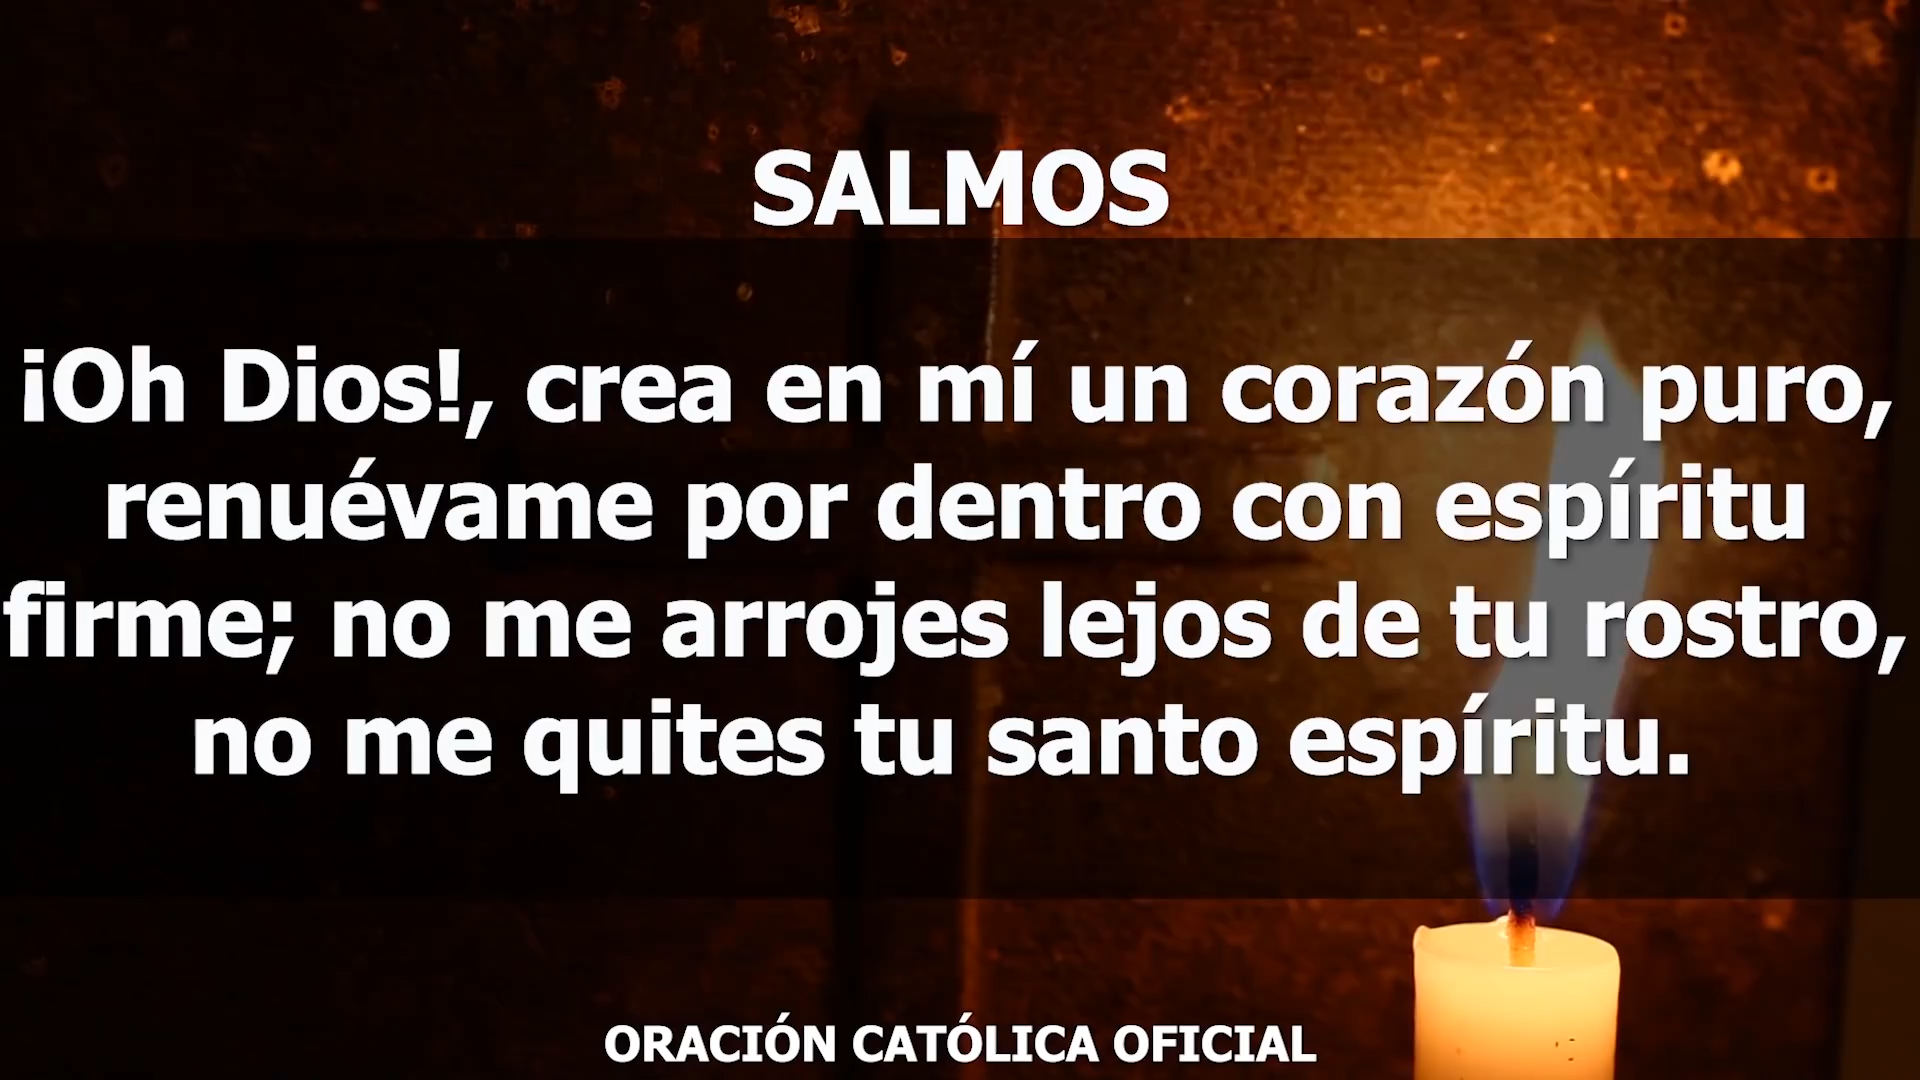 SALMOS
¡Oh Dios!, crea en mí un corazón puro,
renuévame por dentro con espíritu
firme; no me arrojes lejos de tu rostro,
no me quites tu santo espíritu.
ORACIÓN CATÓLICA OFICIAL